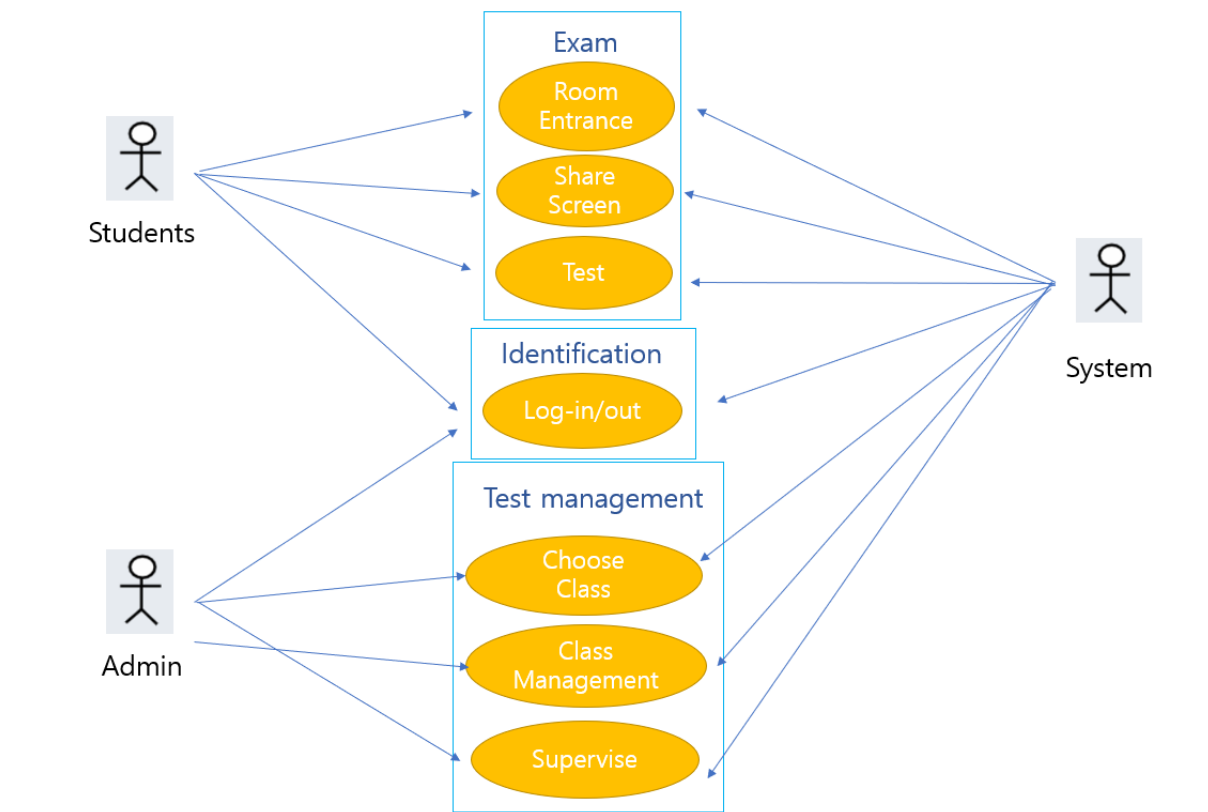 Exam
Room
Entrance
Share
Screen
Test
Students
System
Identification
Log-in/out
Test management
Choose
Class
Class
Management
Supervise
Admin